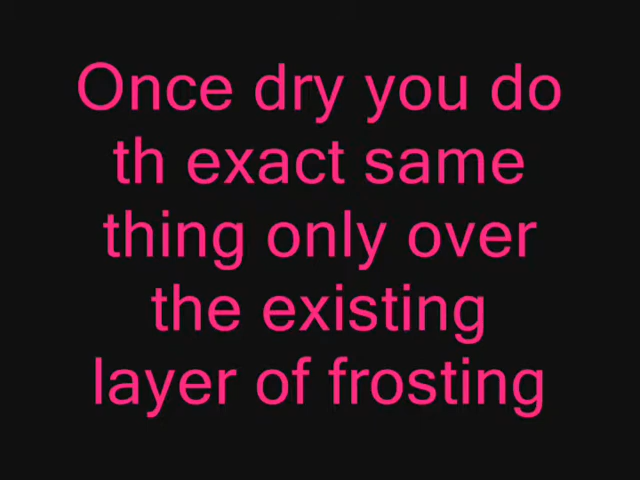 Once dry you do
th exact same
thing only over
the existing
layer of frosting